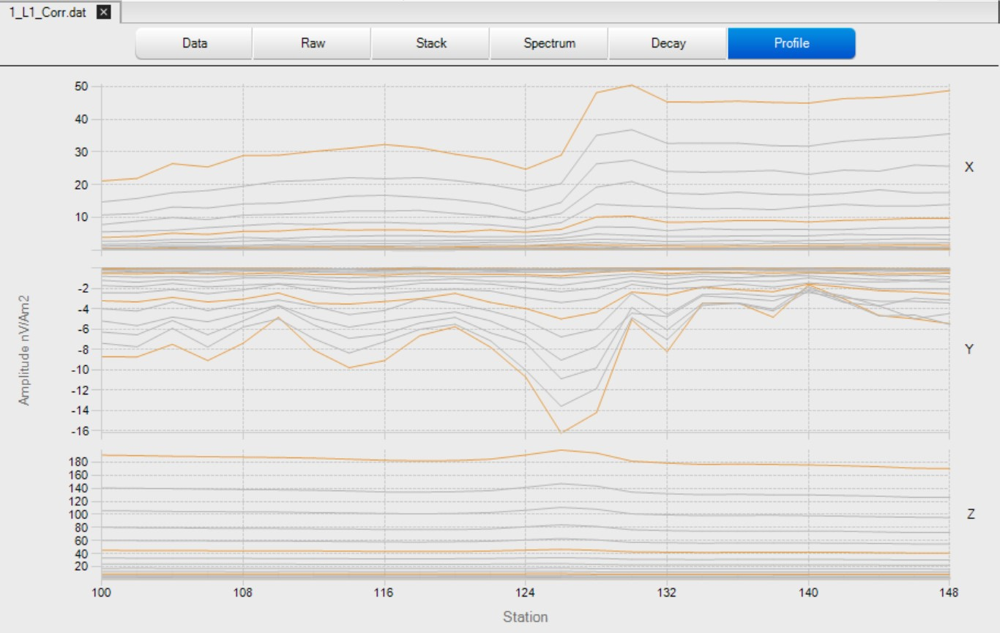 1_L1_Corr.dat
Data Raw Stack Spectrum Decay Profile
50
40
30
20
10
X
-2
-4
-6
-8
-10
-12
-14
-16
Y
Amplitude nV/Am2
180
160
140
120
100
80
60
40
20
Z
100 108 116 124 132 140 148
Station